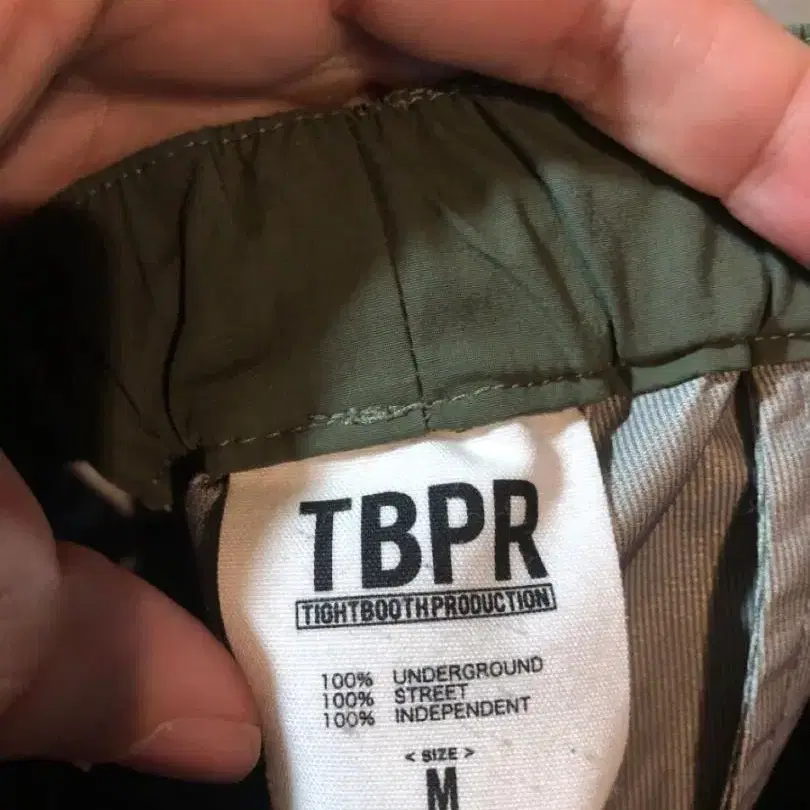 TBPR
TIGHTBOOTHPRODUCTION
100% UNDERGROUND
100% STREET
100% INDEPENDENT
< SIZE >
M